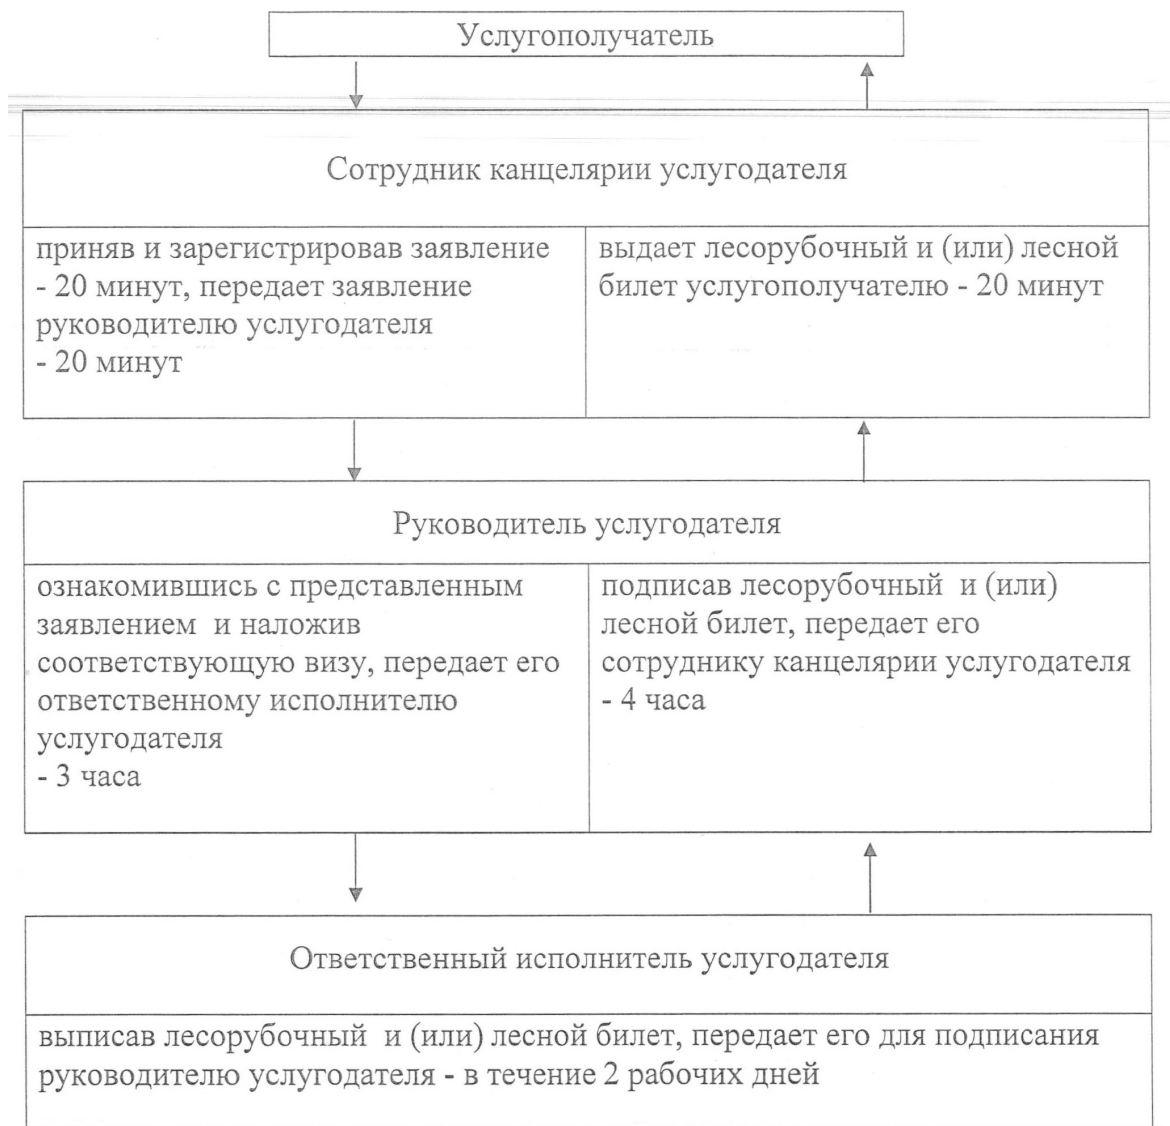 Услугополучатель
Сотрудник канцелярии услугодателя
приняв и зарегистрировав заявление
- 20 минут, передает заявление
руководителю услугодателя
- 20 минут
выдает лесорубочный и (или) лесной
билет услугополучателю - 20 минут
Руководитель услугодателя
ознакомившись с представленным
заявлением и наложив
соответствующую визу, передает его
ответственному исполнителю
услугодателя
- 3 часа
подписав лесорубочный и (или)
лесной билет, передает его
сотруднику канцелярии услугодателя
- 4 часа
Ответственный исполнитель услугодателя
выписав лесорубочный и (или) лесной билет, передает его для подписания
руководителю услугодателя - в течение 2 рабочих дней